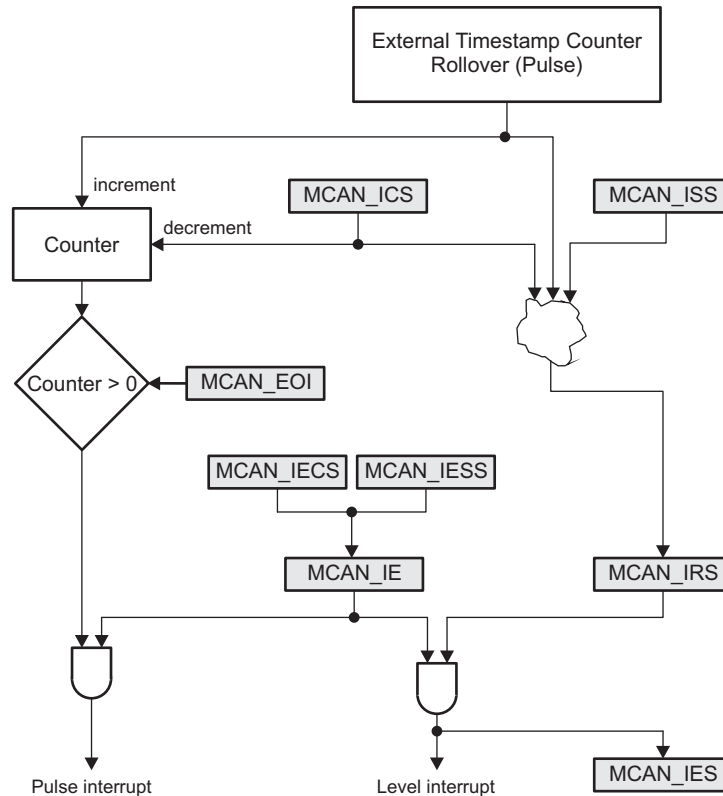 External Timestamp Counter
Rollover (Pulse)
increment
MCAN_ICS
MCAN_ISS
decrement
Counter
Counter > 0
MCAN_EOI
MCAN_IECS
MCAN_IESS
MCAN_IE
MCAN_IRS
Pulse interrupt
Level interrupt
MCAN_IES